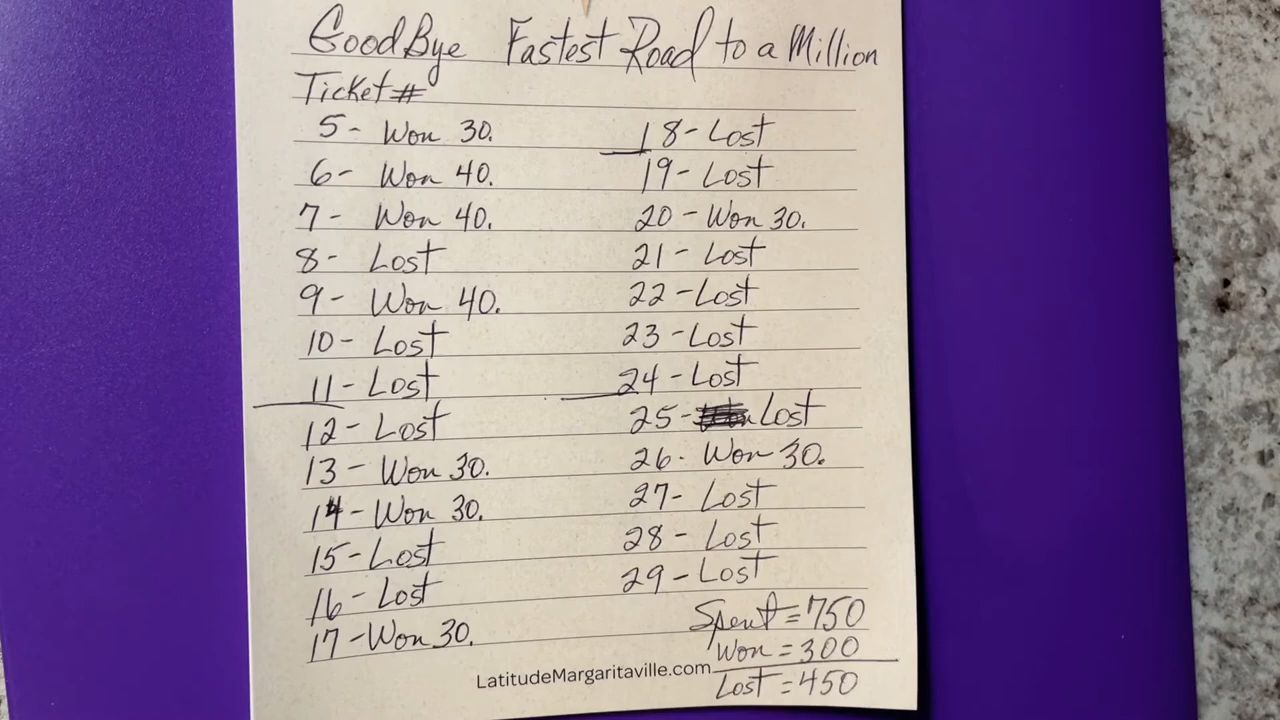 GoodBye Fastest Road to a Million
Ticket #
5- Won 30.
6- Won 40.
7- Won 40.
8- Lost
9- Won 40.
10- Lost
11- Lost
12- Lost
13- Won 30.
14- Won 30.
15- Lost
16- Lost
17- Won 30.
18- Lost
19- Lost
20- Won 30.
21- Lost
22- Lost
23- Lost
24- Lost
25- Lost
26- Won 30.
27- Lost
28- Lost
29- Lost
Spent = 750
Won = 300
Lost = 450
LatitudeMargaritaville.com